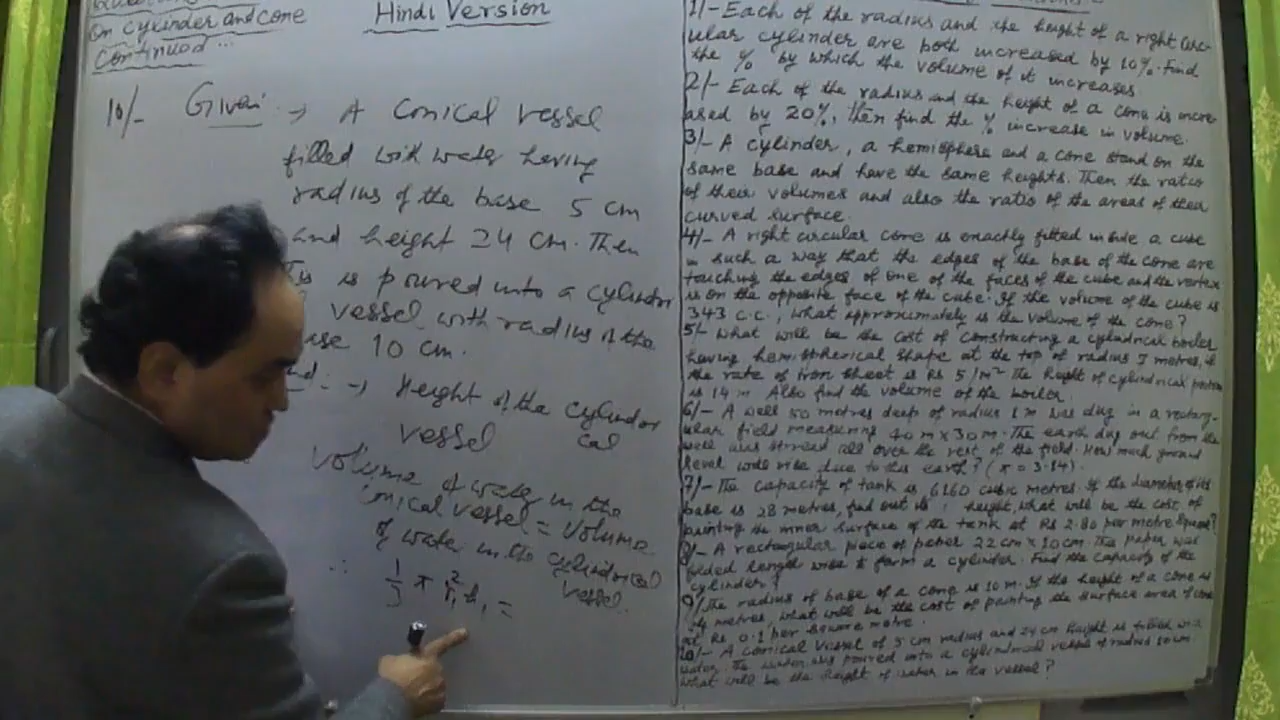 on cylinder and cone
continued ...
Hindi Version
10/- Given: → A Conical vessel
filled with water having
radius of the base 5 cm
and height 24 cm. Then
is poured into a cylindri
vessel with radius of the
10 cm.
→ Height of the cylindri
cal
vessel
Volume of water in the
conical vessel = volume
of water in the cylindrical
vessel.
∴ 1/3 π r₁² h₁ =
1/- Each of the radius and the height of a right circ-
ular cylinder are both increased by 10%. Find
the % by which the volume of it increases
2/- Each of the radius and the height of a cone is incre-
ased by 20%, Then find the % increase in volume.
3/- A cylinder, a hemisphere and a cone stand on the
same base and have the same heights. Then the ratio
of their volumes and also the ratio of the areas of their
curved surface.
4/- A right circular cone is exactly fitted inside a cube
in such a way that the edges of the base of the cone are
touching the edges of one of the faces of the cube and the vertex
is on the opposite face of the cube. If the volume of the cube is
343 c.c., what approximately is the volume of the cone?
5/- What will be the cost of constructing a cylindrical boiler
having hemispherical shape at the top of radius 7 metres, if
the rate of iron sheet is Rs 5/m² The height of cylindrical portion
is 14 m Also find the volume of the boiler.
6/- A well 50 metres deep of radius 1 m was dug in a rectang-
ular field measuring 40 m x 30 m. The earth dug out from the
well was spread all over the rest of the field. How much ground
level will rise due to this earth? (π = 3.14).
7/- The capacity of tank is 6160 cubic metres. If the diameter of its
base is 28 metres, find out its height, what will be the cost of
painting the inner surface of the tank at Rs 2.80 per metre square?
8/- A rectangular piece of paper 22 cm x 10 cm. The paper was
folded length wise to form a cylinder. Find the capacity of the
cylinder?
9/- The radius of base of a cone is 10 m. If the height of a cone is
24 metres, what will be the cost of painting the surface area of cone
at Rs 0.1 per square metre.
10/- A conical vessel of 5 cm radius and 24 cm height is filled with
water. The water was poured into a cylindrical vessel of radius 10 cm
What will be the height of water in the vessel?